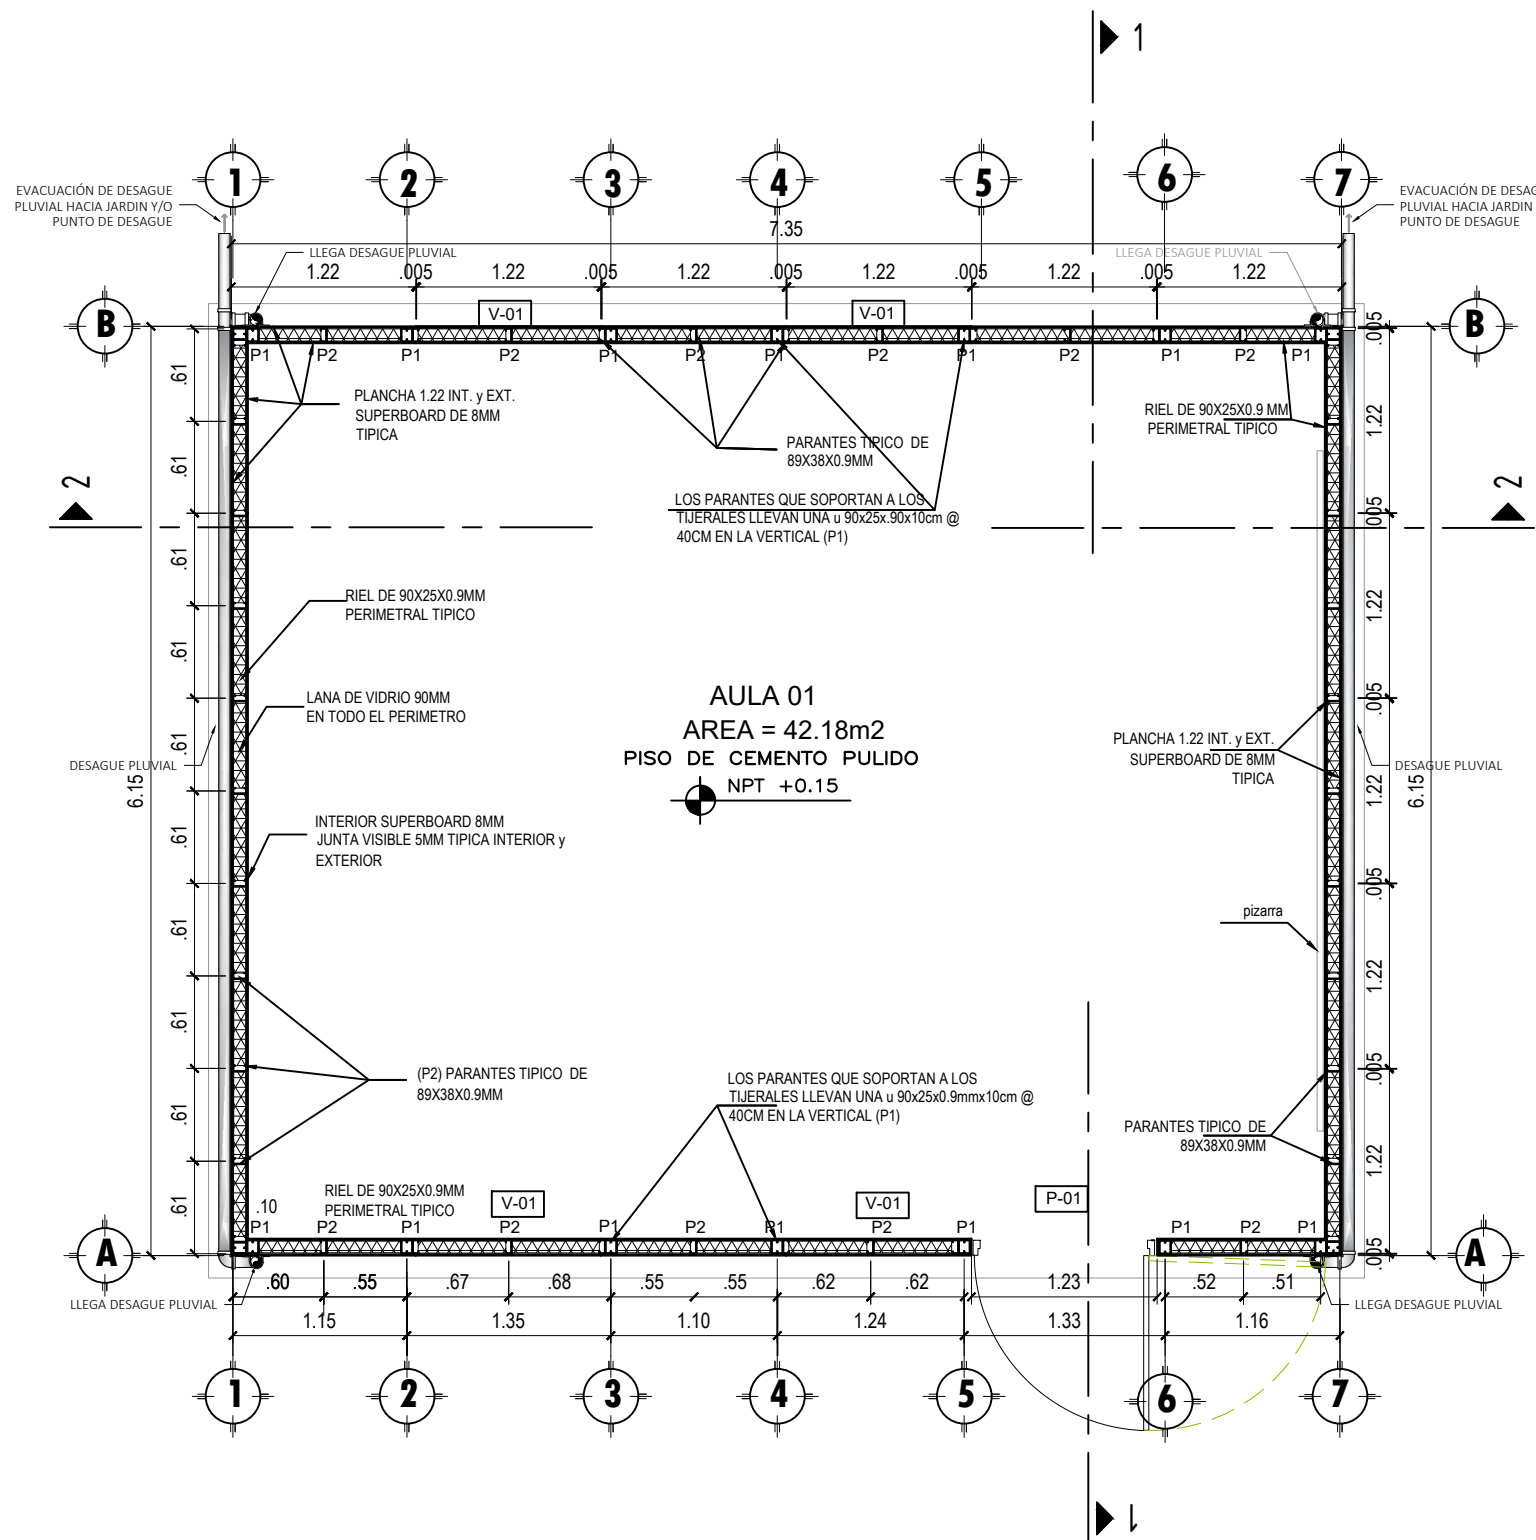 1
1
2
3
4
5
6
7
EVACUACIÓN DE DESAGUE
PLUVIAL HACIA JARDIN Y/O
PUNTO DE DESAGUE
PLUVIAL HACIA JARDIN
PUNTO DE DESAGUE
7.35
LLEGA DESAGUE PLUVIAL
LLEGA DESAGUE PLUVIAL
1.22 .005 1.22 .005 1.22 .005 1.22 .005 1.22 .005 1.22
B
V-01
V-01
B
P1 P2 P1 P2 P1 P2 P1 P2 P1 P2 P1 P2 P1
.005
.61
PLANCHA 1.22 INT. y EXT.
SUPERBOARD DE 8MM
TIPICA
RIEL DE 90X25X0.9 MM
PERIMETRAL TIPICO
1.22
PARANTES TIPICO DE
89X38X0.9MM
.61
2
2
LOS PARANTES QUE SOPORTAN A LOS
TIJERALES LLEVAN UNA u 90x25x.90x10cm @
40CM EN LA VERTICAL (P1)
.005
.61
RIEL DE 90X25X0.9MM
PERIMETRAL TIPICO
1.22
.61
LANA DE VIDRIO 90MM
EN TODO EL PERIMETRO
.005
AULA 01
AREA = 42.18m2
PISO DE CEMENTO PULIDO
NPT +0.15
.61
PLANCHA 1.22 INT. y EXT.
SUPERBOARD DE 8MM
TIPICA
DESAGUE PLUVIAL
DESAGUE PLUVIAL
6.15
1.22
6.15
INTERIOR SUPERBOARD 8MM
JUNTA VISIBLE 5MM TIPICA INTERIOR y
EXTERIOR
.61
.005
pizarra
.61
1.22
.61
.005
(P2) PARANTES TIPICO DE
89X38X0.9MM
LOS PARANTES QUE SOPORTAN A LOS
TIJERALES LLEVAN UNA u 90x25x0.9mmx10cm @
40CM EN LA VERTICAL (P1)
.61
PARANTES TIPICO DE
89X38X0.9MM
1.22
RIEL DE 90X25X0.9MM
PERIMETRAL TIPICO
.10
V-01
V-01
P-01
.61
P1 P2 P1 P2 P1 P2 P1 P2 P1 P1 P2 P1
A
A
.005
.60 .55 .67 .68 .55 .55 .62 .62 1.23 .52 .51
LLEGA DESAGUE PLUVIAL
LLEGA DESAGUE PLUVIAL
1.15 1.35 1.10 1.24 1.33 1.16
1
2
3
4
5
6
7
1